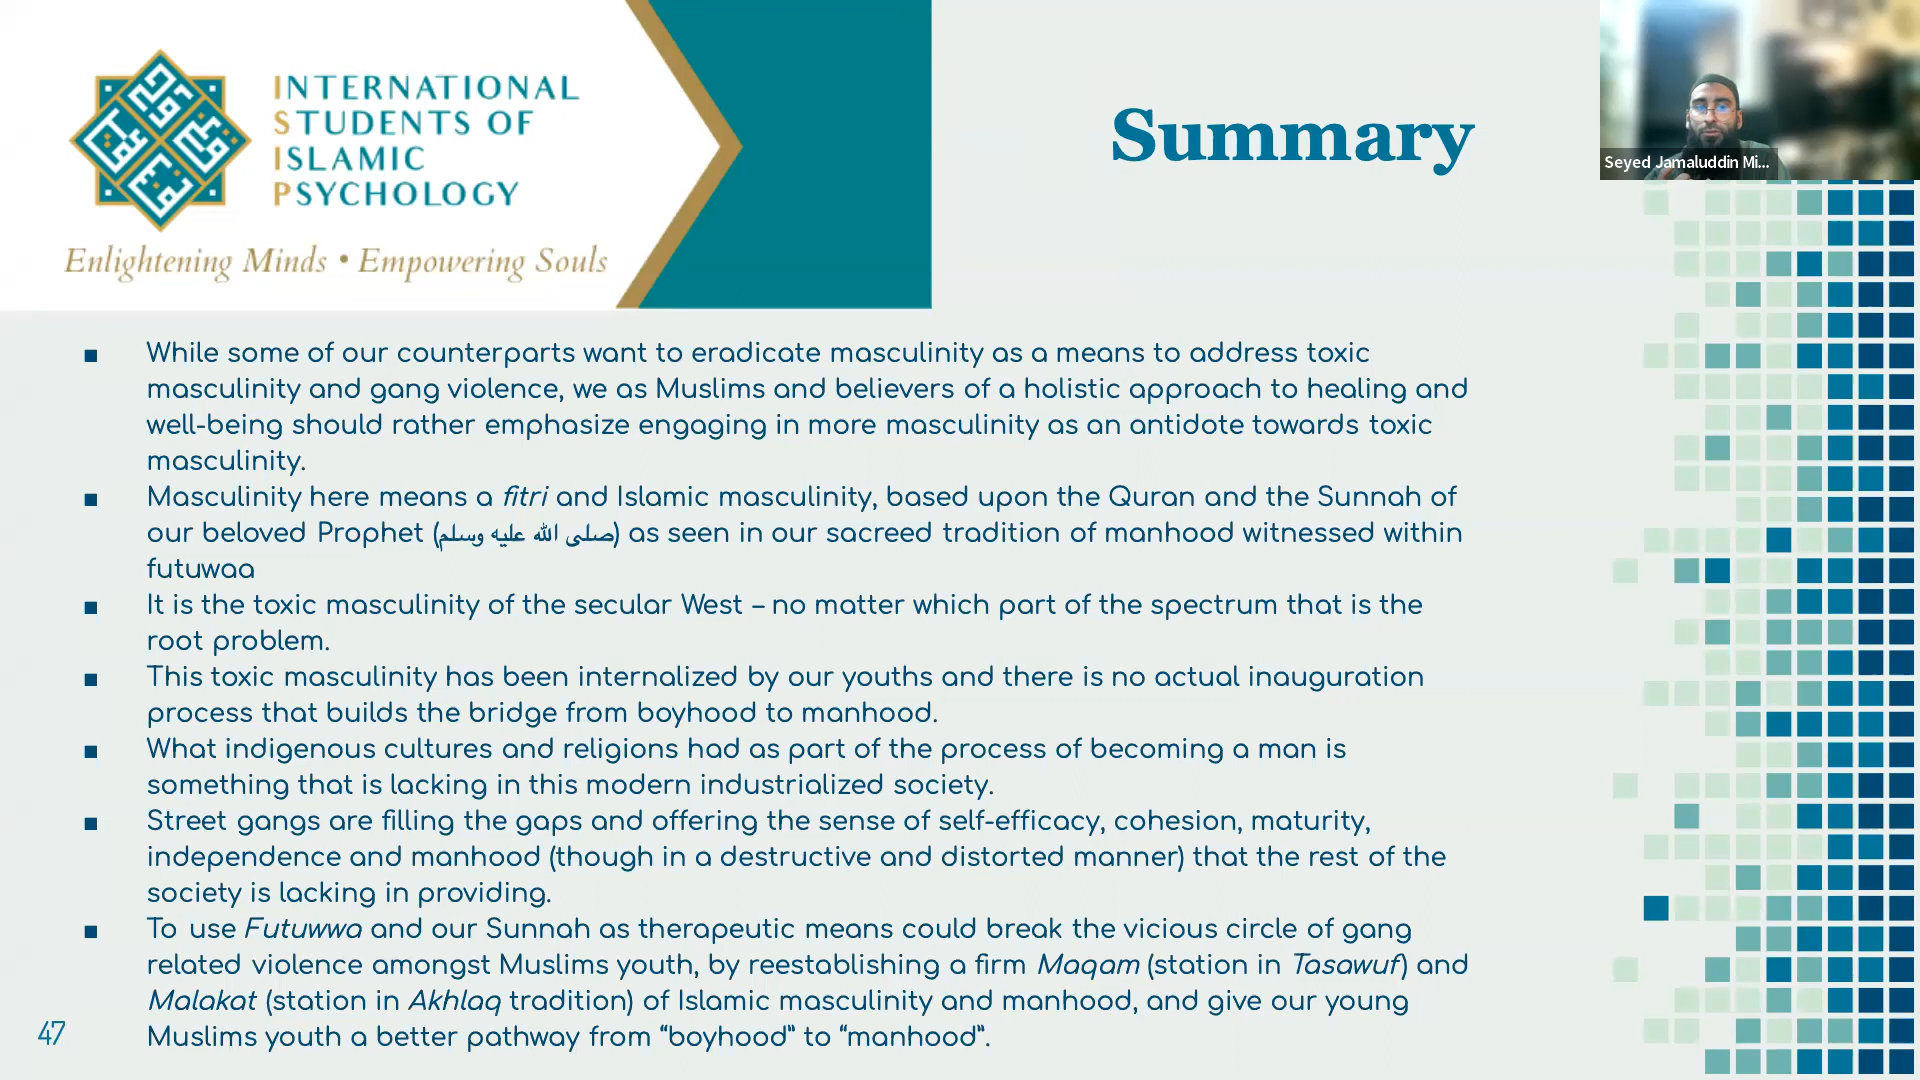 INTERNATIONAL
STUDENTS OF
ISLAMIC
PSYCHOLOGY
Enlightening Minds • Empowering Souls
Summary
Seyed Jamaluddin Mi...
■ While some of our counterparts want to eradicate masculinity as a means to address toxic
masculinity and gang violence, we as Muslims and believers of a holistic approach to healing and
well-being should rather emphasize engaging in more masculinity as an antidote towards toxic
masculinity.
■ Masculinity here means a fitri and Islamic masculinity, based upon the Quran and the Sunnah of
our beloved Prophet (صلى الله عليه وسلم) as seen in our sacreed tradition of manhood witnessed within
futuwaa
■ It is the toxic masculinity of the secular West – no matter which part of the spectrum that is the
root problem.
■ This toxic masculinity has been internalized by our youths and there is no actual inauguration
process that builds the bridge from boyhood to manhood.
■ What indigenous cultures and religions had as part of the process of becoming a man is
something that is lacking in this modern industrialized society.
■ Street gangs are filling the gaps and offering the sense of self-efficacy, cohesion, maturity,
independence and manhood (though in a destructive and distorted manner) that the rest of the
society is lacking in providing.
■ To use Futuwwa and our Sunnah as therapeutic means could break the vicious circle of gang
related violence amongst Muslims youth, by reestablishing a firm Maqam (station in Tasawuf) and
Malakat (station in Akhlaq tradition) of Islamic masculinity and manhood, and give our young
Muslims youth a better pathway from “boyhood” to “manhood”.
47